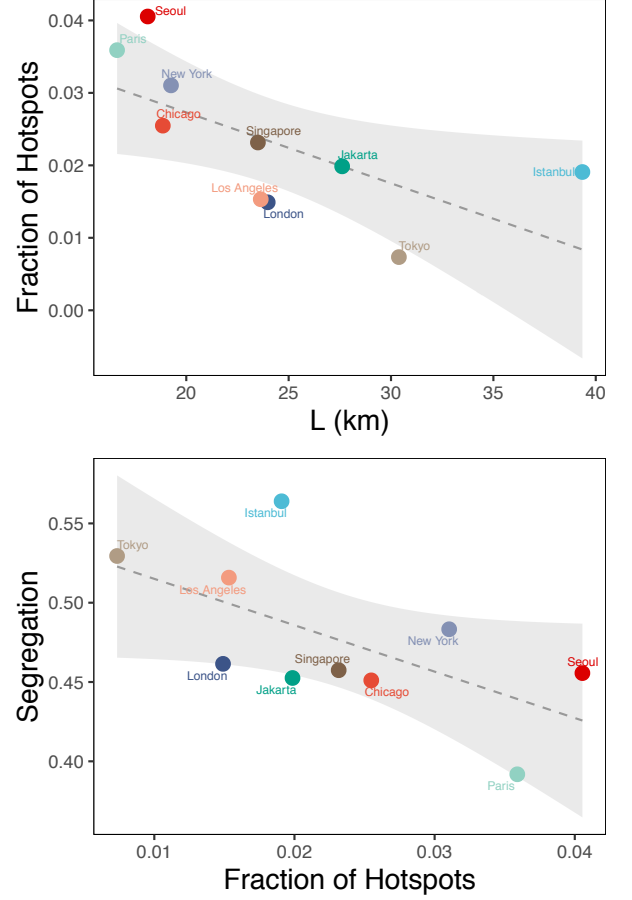 0.04
Seoul
Paris
New York
0.03
Chicago
Singapore
Jakarta
0.02
Istanbul
Los Angeles
London
0.01
Tokyo
0.00
Fraction of Hotspots
20 25 30 35 40
L (km)
Istanbul
0.55
Tokyo
Los Angeles
0.50
New York
Singapore
Seoul
London
Jakarta
Chicago
0.45
0.40
Paris
Segregation
0.01 0.02 0.03 0.04
Fraction of Hotspots